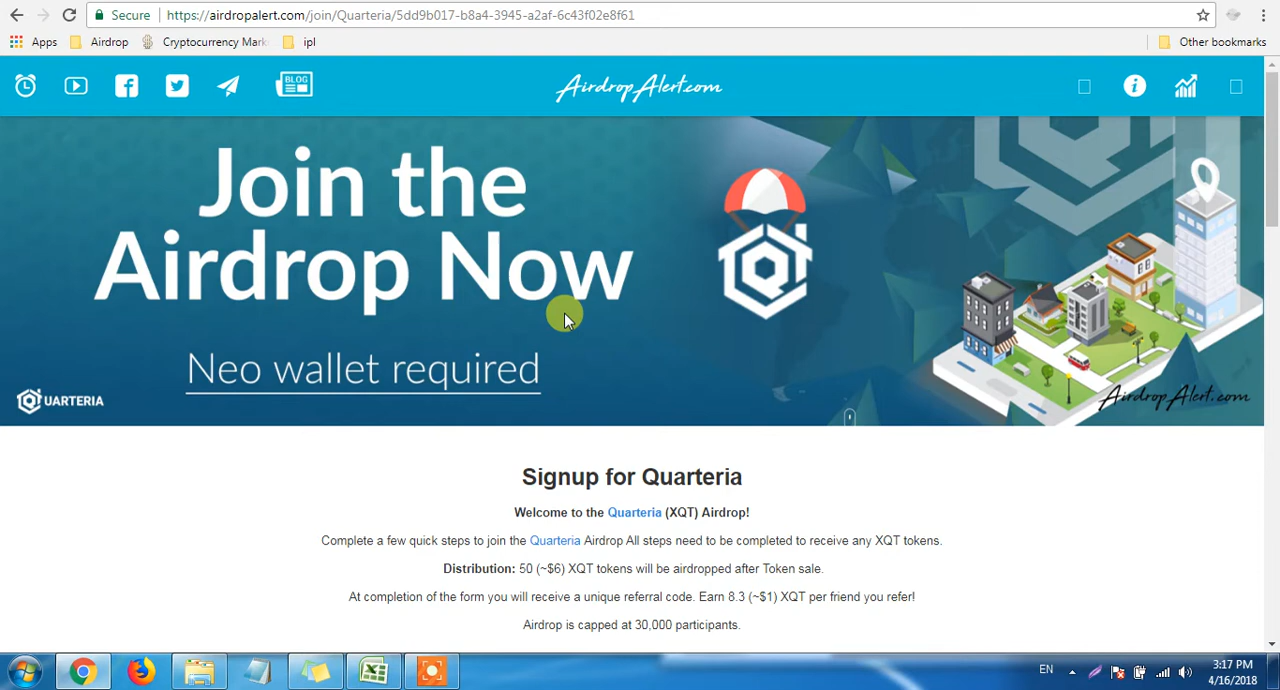 Secure https://airdropalert.com/join/Quarteria/5dd9b017-b8a4-3945-a2af-6c43f02e8f61
Apps Airdrop Cryptocurrency Mark ipl Other bookmarks
BLOG AirdropAlert.com
Join the
Airdrop Now
Neo wallet required
QUARTERIA
AirdropAlert.com
Signup for Quarteria
Welcome to the Quarteria (XQT) Airdrop!
Complete a few quick steps to join the Quarteria Airdrop All steps need to be completed to receive any XQT tokens.
Distribution: 50 (~$6) XQT tokens will be airdropped after Token sale.
At completion of the form you will receive a unique referral code. Earn 8.3 (~$1) XQT per friend you refer!
Airdrop is capped at 30,000 participants.
EN 3:17 PM
4/16/2018